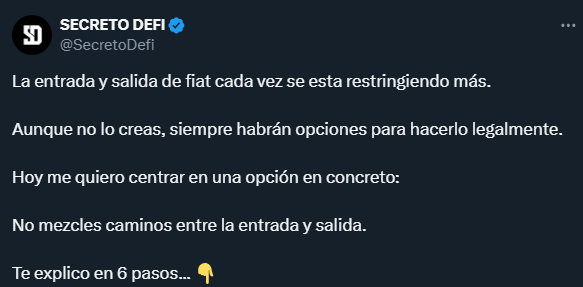 SECRETO DEFI
@SecretoDefi
La entrada y salida de fiat cada vez se esta restringiendo más.
Aunque no lo creas, siempre habrán opciones para hacerlo legalmente.
Hoy me quiero centrar en una opción en concreto:
No mezcles caminos entre la entrada y salida.
Te explico en 6 pasos... 👇